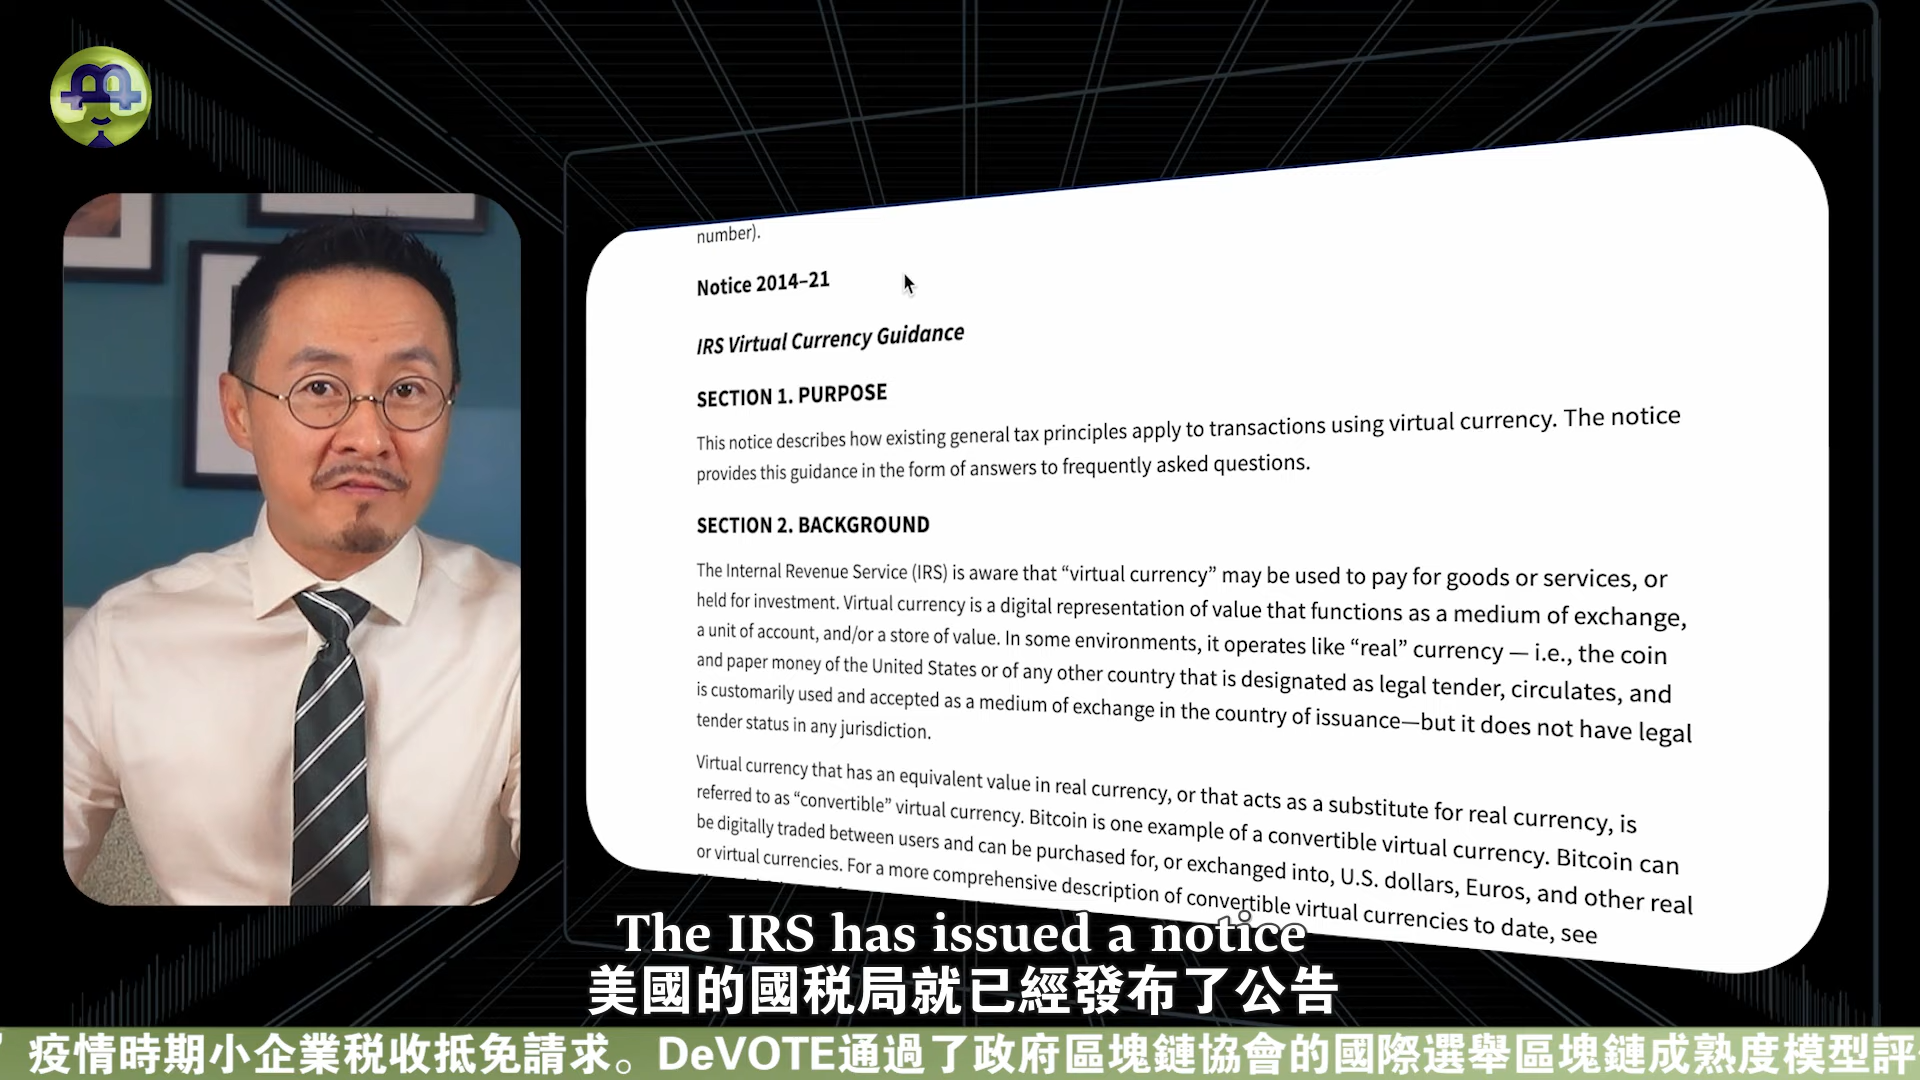 number).
Notice 2014–21
IRS Virtual Currency Guidance
SECTION 1. PURPOSE
This notice describes how existing general tax principles apply to transactions using virtual currency. The notice
provides this guidance in the form of answers to frequently asked questions.
SECTION 2. BACKGROUND
The Internal Revenue Service (IRS) is aware that “virtual currency” may be used to pay for goods or services, or
held for investment. Virtual currency is a digital representation of value that functions as a medium of exchange,
a unit of account, and/or a store of value. In some environments, it operates like “real” currency — i.e., the coin
and paper money of the United States or of any other country that is designated as legal tender, circulates, and
is customarily used and accepted as a medium of exchange in the country of issuance—but it does not have legal
tender status in any jurisdiction.
Virtual currency that has an equivalent value in real currency, or that acts as a substitute for real currency, is
referred to as “convertible” virtual currency. Bitcoin is one example of a convertible virtual currency. Bitcoin can
be digitally traded between users and can be purchased for, or exchanged into, U.S. dollars, Euros, and other real
or virtual currencies. For a more comprehensive description of convertible virtual currencies to date, see
The IRS has issued a notice
美國的國税局就已經發布了公告
疫情時期小企業税收抵免請求。DeVOTE通過了政府區塊鏈協會的國際選舉區塊鏈成熟度模型評